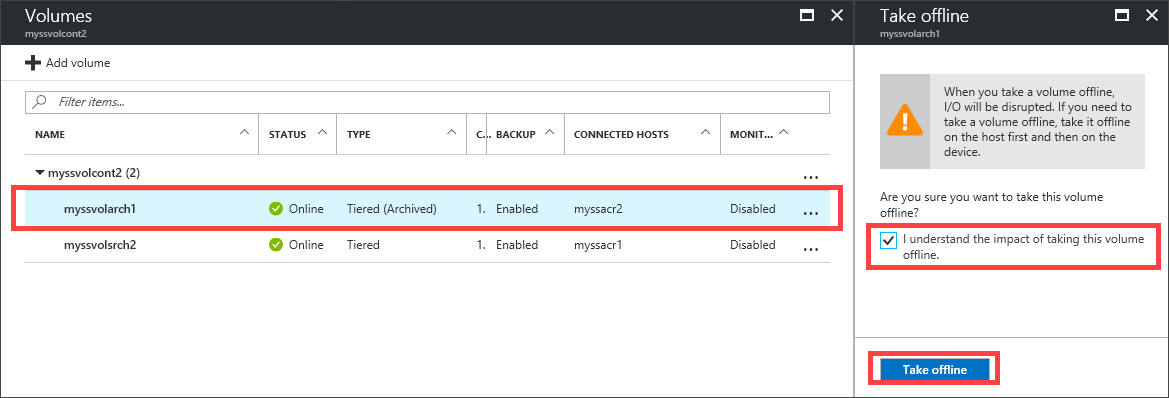 Volumes
myssvolcont2
Add volume
Filter items...
NAME STATUS TYPE C... BACKUP CONNECTED HOSTS MONIT...
myssvolcont2 (2) ...
myssvolarch1 Online Tiered (Archived) 1. Enabled myssacr2 Disabled ...
myssvolsrch2 Online Tiered 1. Enabled myssacr1 Disabled ...
Take offline
myssvolarch1
When you take a volume offline,
I/O will be disrupted. If you need to
take a volume offline, take it offline
on the host first and then on the
device.
Are you sure you want to take this volume
offline?
I understand the impact of taking this volume
offline.
Take offline